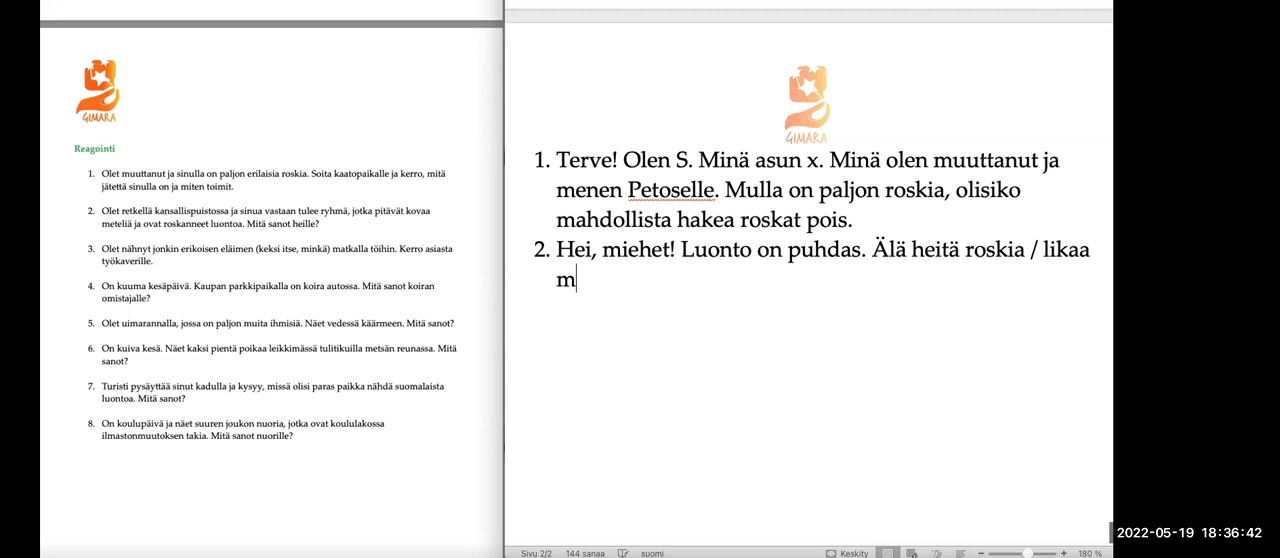 GIMARA
Reagointi
1. Olet muuttanut ja sinulla on paljon erilaisia roskia. Soita kaatopaikalle ja kerro, mitä
jätettä sinulla on ja miten toimit.
2. Olet retkellä kansallispuistossa ja sinua vastaan tulee ryhmä, jotka pitävät kovaa
meteliä ja ovat roskanneet luontoa. Mitä sanot heille?
3. Olet nähnyt jonkin erikoisen eläimen (keksi itse, minkä) matkalla töihin. Kerro asiasta
työkaverille.
4. On kuuma kesäpäivä. Kaupan parkkipaikalla on koira autossa. Mitä sanot koiran
omistajalle?
5. Olet uimarannalla, jossa on paljon muita ihmisiä. Näet vedessä käärmeen. Mitä sanot?
6. On kuiva kesä. Näet kaksi pientä poikaa leikkimässä tulitikuilla metsän reunassa. Mitä
sanot?
7. Turisti pysäyttää sinut kadulla ja kysyy, missä olisi paras paikka nähdä suomalaista
luontoa. Mitä sanot?
8. On koulupäivä ja näet suuren joukon nuoria, jotka ovat koululakossa
ilmastonmuutoksen takia. Mitä sanot nuorille?
GIMARA
1. Terve! Olen S. Minä asun x. Minä olen muuttanut ja
menen Petoselle. Mulla on paljon roskia, olisiko
mahdollista hakea roskat pois.
2. Hei, miehet! Luonto on puhdas. Älä heitä roskia / likaa
m
Sivu 2/2 144 sanaa suomi Keskity 180 %
2022-05-19 18:36:42